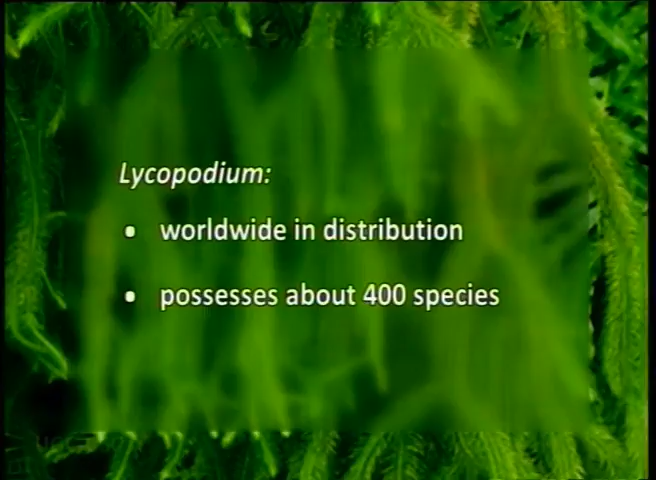 Lycopodium:
• worldwide in distribution
• possesses about 400 species